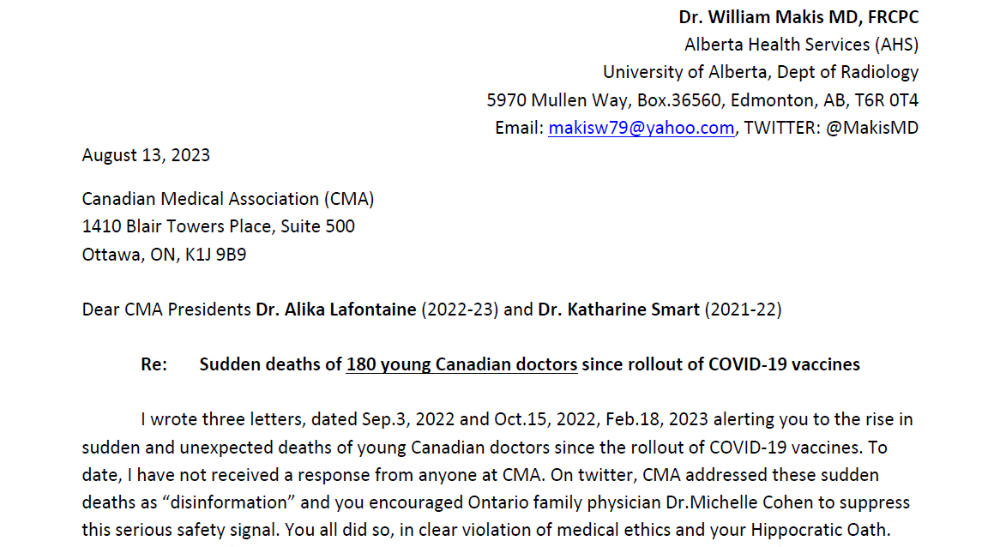 Dr. William Makis MD, FRCPC
Alberta Health Services (AHS)
University of Alberta, Dept of Radiology
5970 Mullen Way, Box.36560, Edmonton, AB, T6R 0T4
Email: makisw79@yahoo.com, TWITTER: @MakisMD
August 13, 2023
Canadian Medical Association (CMA)
1410 Blair Towers Place, Suite 500
Ottawa, ON, K1J 9B9
Dear CMA Presidents Dr. Alika Lafontaine (2022-23) and Dr. Katharine Smart (2021-22)
Re: Sudden deaths of 180 young Canadian doctors since rollout of COVID-19 vaccines
I wrote three letters, dated Sep.3, 2022 and Oct.15, 2022, Feb.18, 2023 alerting you to the rise in
sudden and unexpected deaths of young Canadian doctors since the rollout of COVID-19 vaccines. To
date, I have not received a response from anyone at CMA. On twitter, CMA addressed these sudden
deaths as “disinformation” and you encouraged Ontario family physician Dr.Michelle Cohen to suppress
this serious safety signal. You all did so, in clear violation of medical ethics and your Hippocratic Oath.